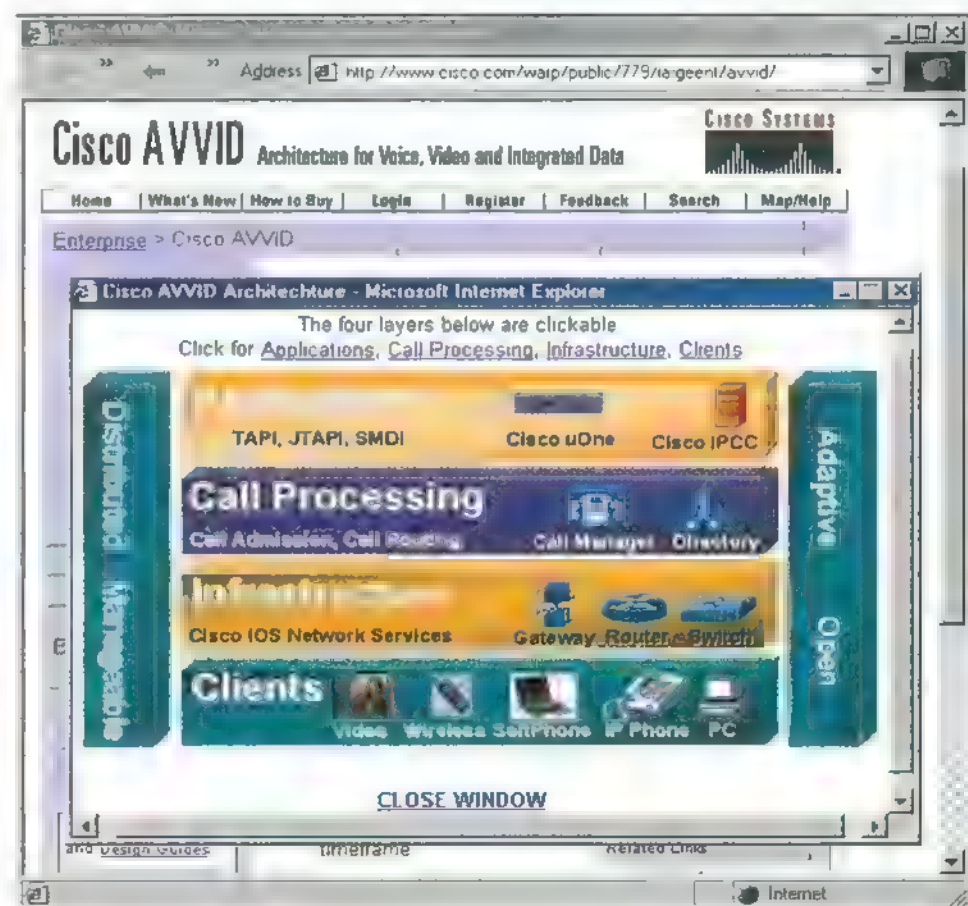 Address http://www.cisco.com/warp/public/779/largeent/avvid/
Cisco AVVID Architecture for Voice, Video and Integrated Data
CISCO SYSTEMS
Home | What's New | How to Buy | Login | Register | Feedback | Search | Map/Help
Enterprise > Cisco AVVID
Cisco AVVID Architechture - Microsoft Internet Explorer
The four layers below are clickable
Click for Applications, Call Processing, Infrastructure, Clients
TAPI, JTAPI, SMDI Cisco uOne Cisco IPCC
Call Processing
Call Admission, Call Routing Call Manager Directory
Cisco IOS Network Services Gateway Router Switch
Clients
Video Wireless SoftPhone IP Phone PC
Distributed Manageable
Adaptive Open
CLOSE WINDOW
and Design Guides timeframe Related Links
Internet